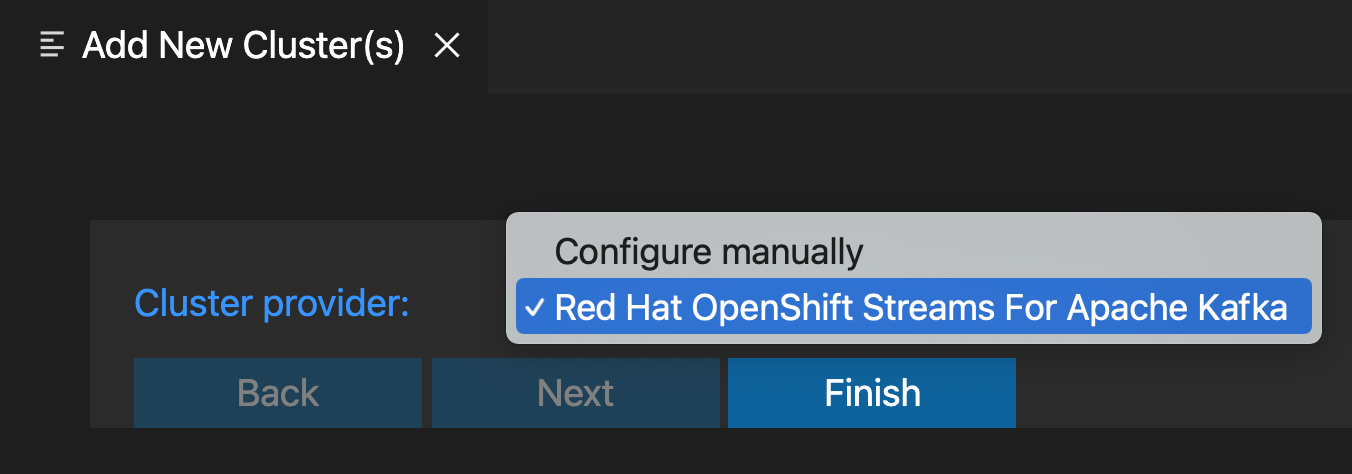 Add New Cluster(s)
Configure manually
Cluster provider:
Red Hat OpenShift Streams For Apache Kafka
Back
Next
Finish